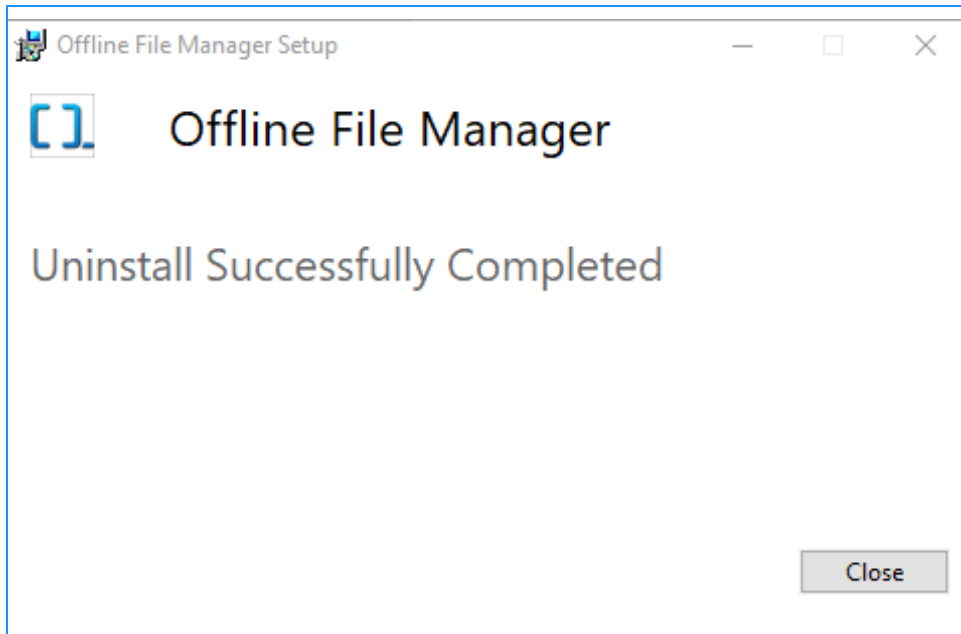 Offline File Manager Setup
Offline File Manager
Uninstall Successfully Completed
Close